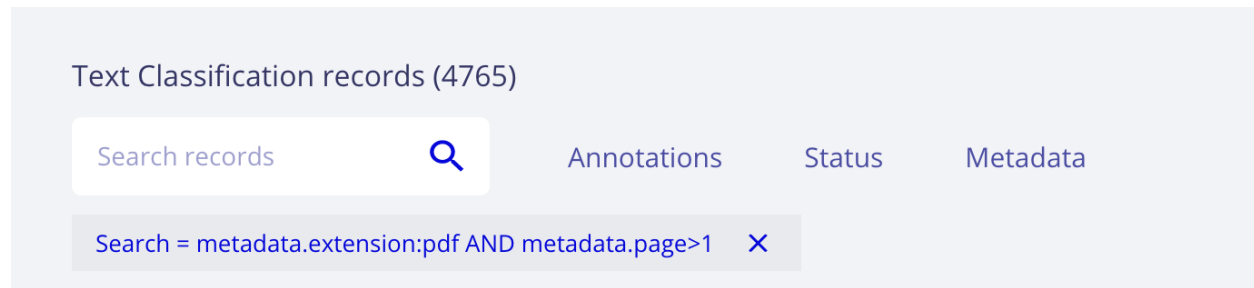 Text Classification records (4765)
Search records
Annotations
Status
Metadata
Search = metadata.extension:pdf AND metadata.page>1